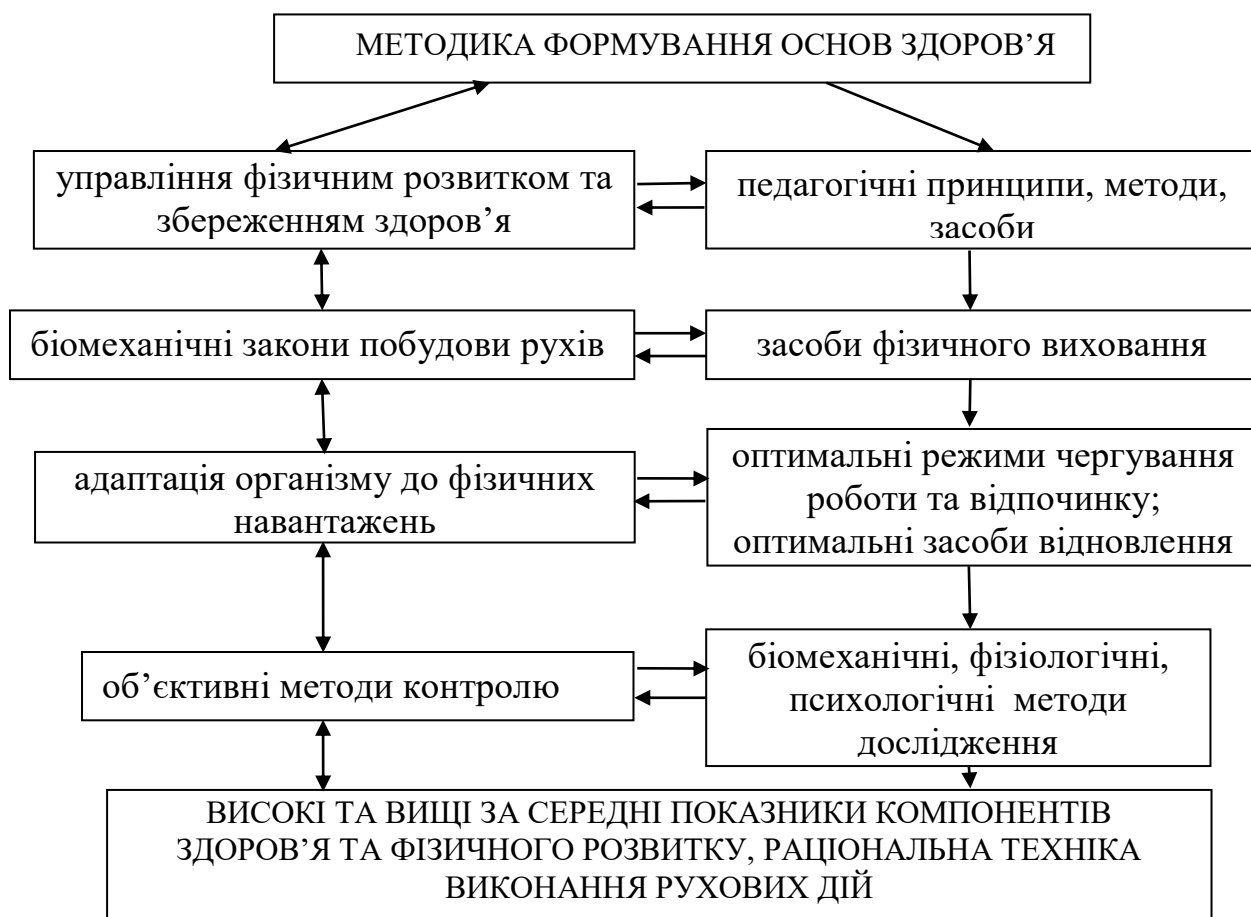 МЕТОДИКА ФОРМУВАННЯ ОСНОВ ЗДОРОВ’Я
управління фізичним розвитком та
збереженням здоров’я
педагогічні принципи, методи,
засоби
біомеханічні закони побудови рухів
засоби фізичного виховання
адаптація організму до фізичних
навантажень
оптимальні режими чергування
роботи та відпочинку;
оптимальні засоби відновлення
об’єктивні методи контролю
біомеханічні, фізіологічні,
психологічні методи
дослідження
ВИСОКІ ТА ВИЩІ ЗА СЕРЕДНІ ПОКАЗНИКИ КОМПОНЕНТІВ
ЗДОРОВ’Я ТА ФІЗИЧНОГО РОЗВИТКУ, РАЦІОНАЛЬНА ТЕХНІКА
ВИКОНАННЯ РУХОВИХ ДІЙ